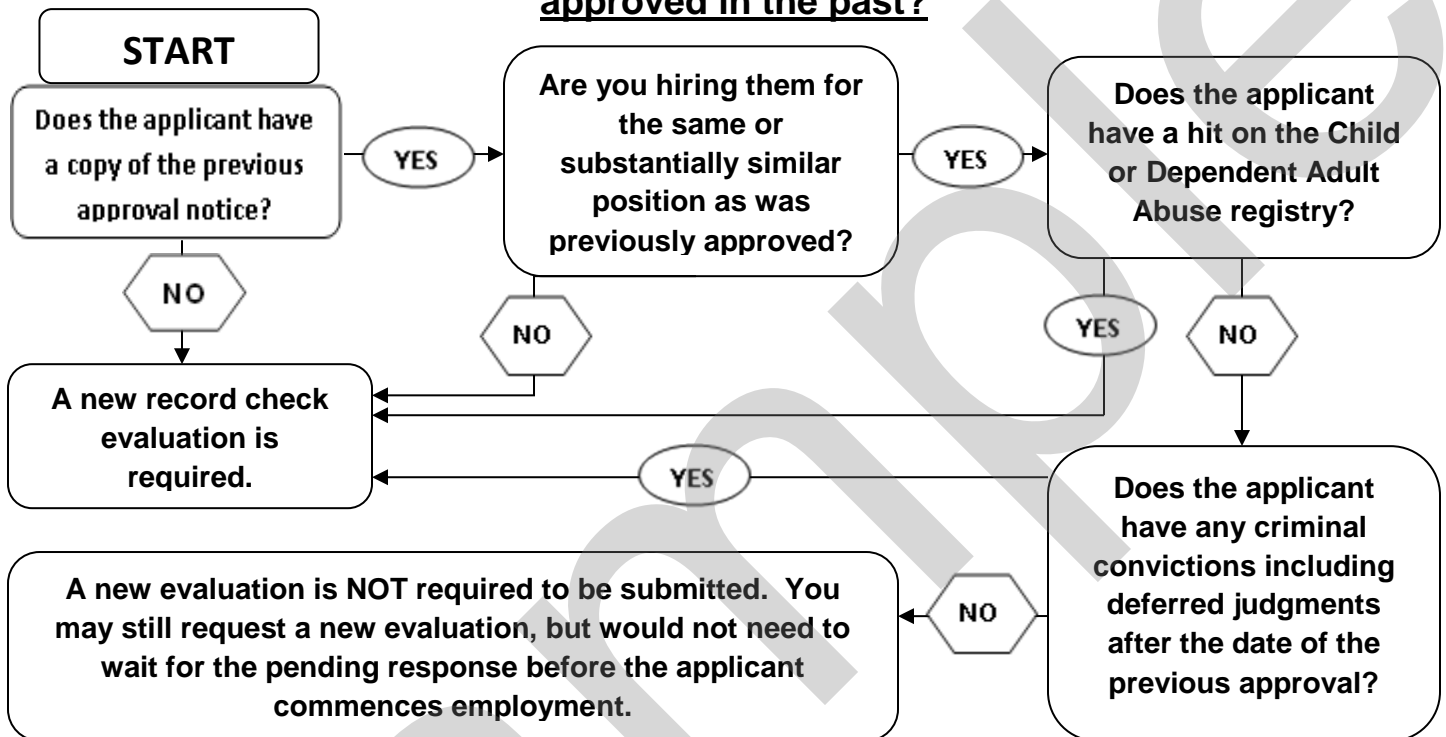 approved in the past?
START
Does the applicant have
a copy of the previous
approval notice?
YES
Are you hiring them for
the same or
substantially similar
position as was
previously approved?
YES
Does the applicant
have a hit on the Child
or Dependent Adult
Abuse registry?
NO
NO
YES
NO
A new record check
evaluation is
required.
YES
Does the applicant
have any criminal
convictions including
deferred judgments
after the date of the
previous approval?
NO
A new evaluation is NOT required to be submitted. You
may still request a new evaluation, but would not need to
wait for the pending response before the applicant
commences employment.